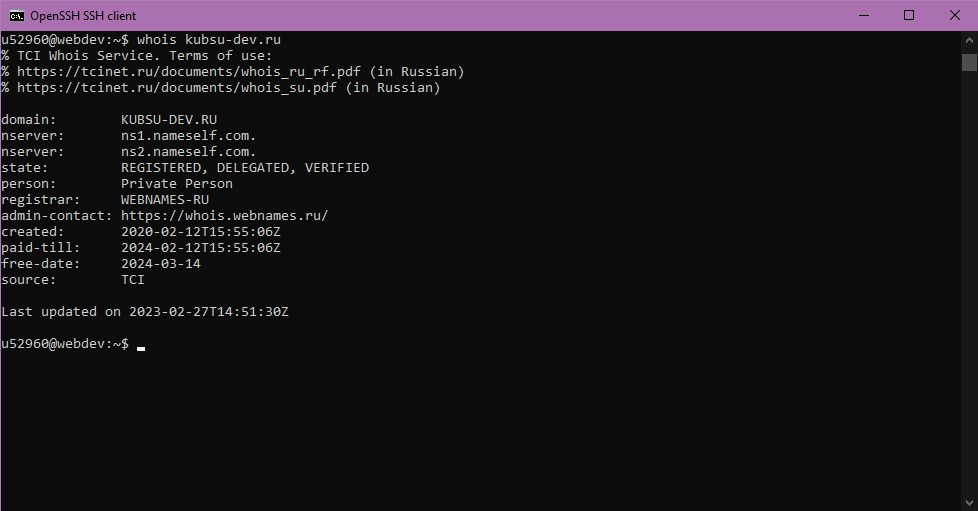 OpenSSH SSH client
u52960@webdev:~$ whois kubsu-dev.ru
% TCI Whois Service. Terms of use:
% https://tcinet.ru/documents/whois_ru_rf.pdf (in Russian)
% https://tcinet.ru/documents/whois_su.pdf (in Russian)

domain:        KUBSU-DEV.RU
nserver:       ns1.nameself.com.
nserver:       ns2.nameself.com.
state:         REGISTERED, DELEGATED, VERIFIED
person:        Private Person
registrar:     WEBNAMES-RU
admin-contact: https://whois.webnames.ru/
created:       2020-02-12T15:55:06Z
paid-till:     2024-02-12T15:55:06Z
free-date:     2024-03-14
source:        TCI

Last updated on 2023-02-27T14:51:30Z

u52960@webdev:~$